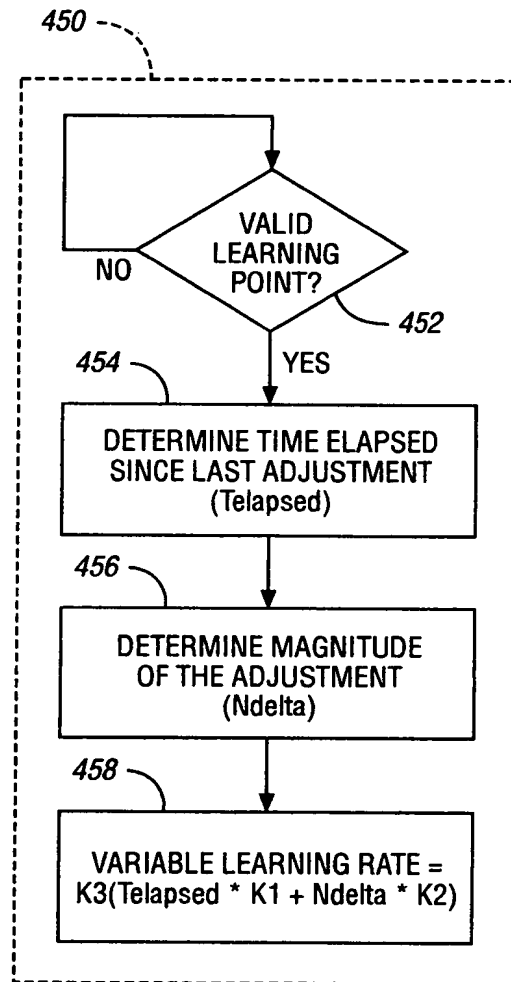 450
VALID
LEARNING
POINT?
NO
452
YES
454
DETERMINE TIME ELAPSED
SINCE LAST ADJUSTMENT
(Telapsed)
456
DETERMINE MAGNITUDE
OF THE ADJUSTMENT
(Ndelta)
458
VARIABLE LEARNING RATE =
K3(Telapsed * K1 + Ndelta * K2)